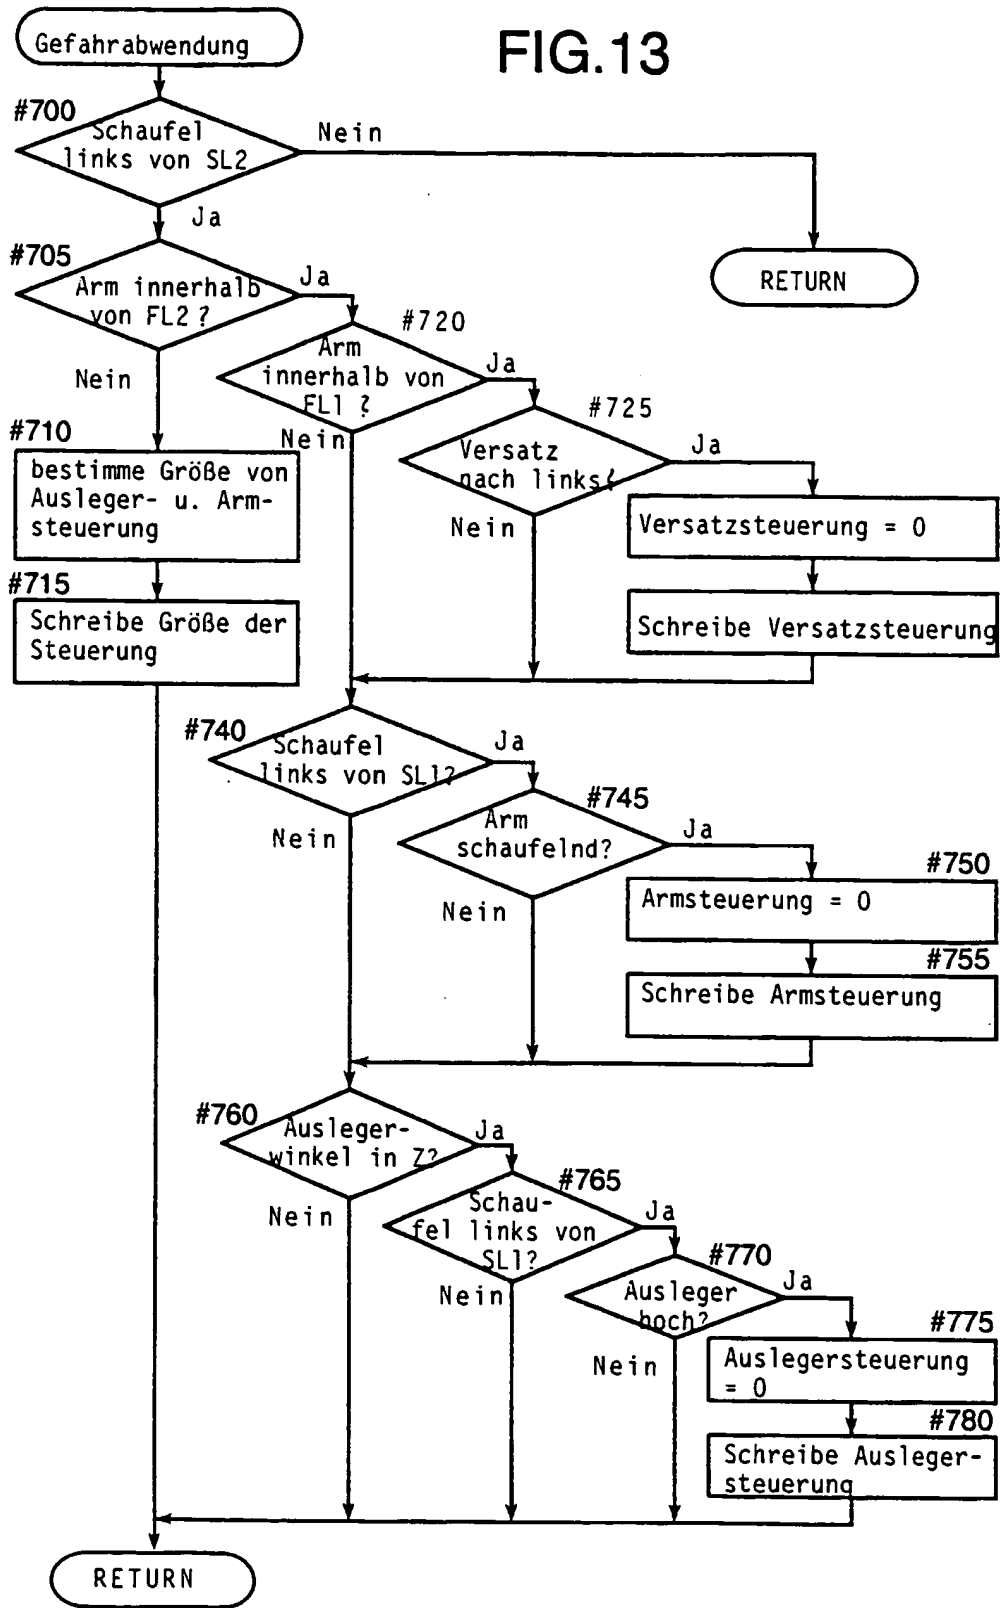 FIG.13
Gefahrabwendung
#700
Schaufel
links von SL2
Nein
Ja
RETURN
#705
Arm innerhalb
von FL2?
Ja
Nein
#720
Arm
innerhalb von
FL1 ?
Ja
Nein
#725
Versatz
nach links?
Ja
Nein
Versatzsteuerung = 0
Schreibe Versatzsteuerung
#710
bestimme Größe von
Ausleger- u. Arm-
steuerung
#715
Schreibe Größe der
Steuerung
#740
Schaufel
links von SL1?
Ja
Nein
#745
Arm
schaufelnd?
Ja
Nein
#750
Armsteuerung = 0
#755
Schreibe Armsteuerung
#760
Ausleger-
winkel in Z?
Ja
Nein
#765
Schau-
fel links von
SL1?
Ja
Nein
#770
Ausleger
hoch?
Ja
Nein
#775
Auslegersteuerung
= 0
#780
Schreibe Ausleger-
steuerung
RETURN